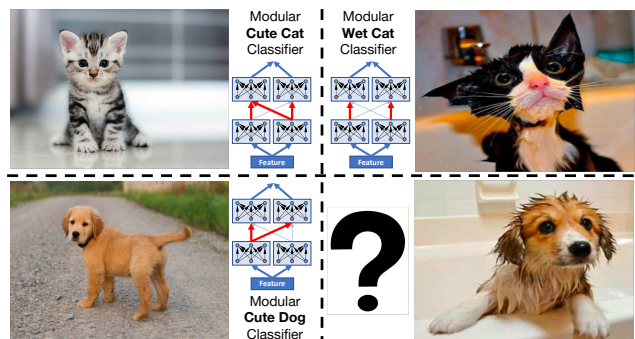 Modular
Cute Cat
Classifier
Feature
Modular
Wet Cat
Classifier
Feature
Feature
Modular
Cute Dog
Classifier
?